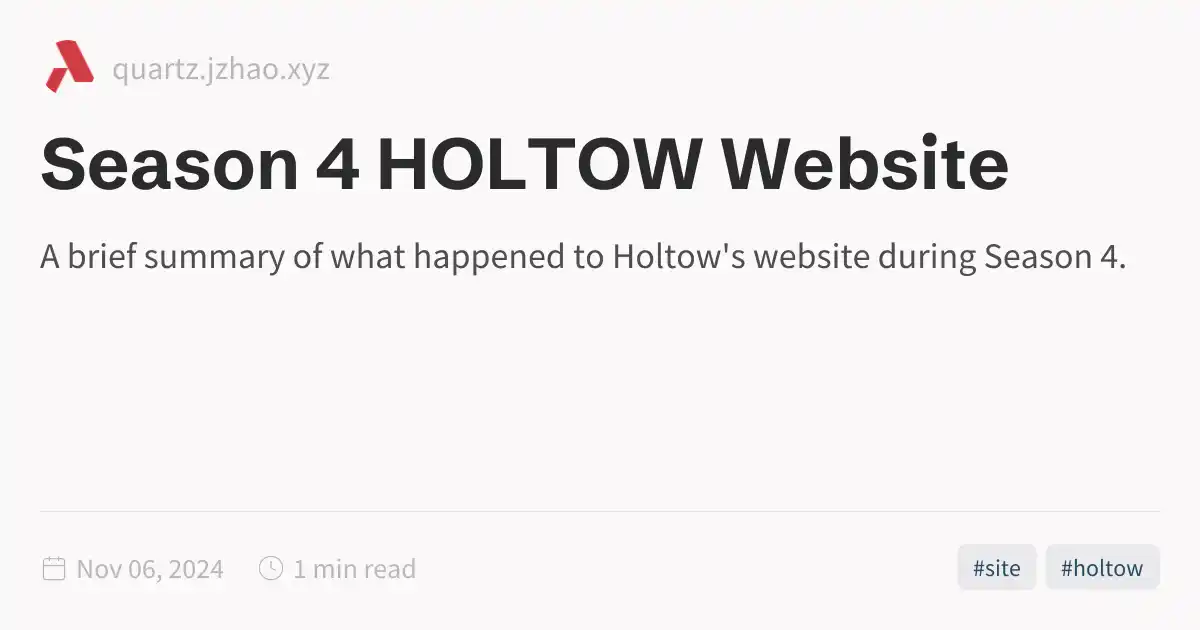 quartz.jzhao.xyz
Season 4 HOLTOW Website
A brief summary of what happened to Holtow's website during Season 4.
Nov 06, 2024 1 min read #site #holtow